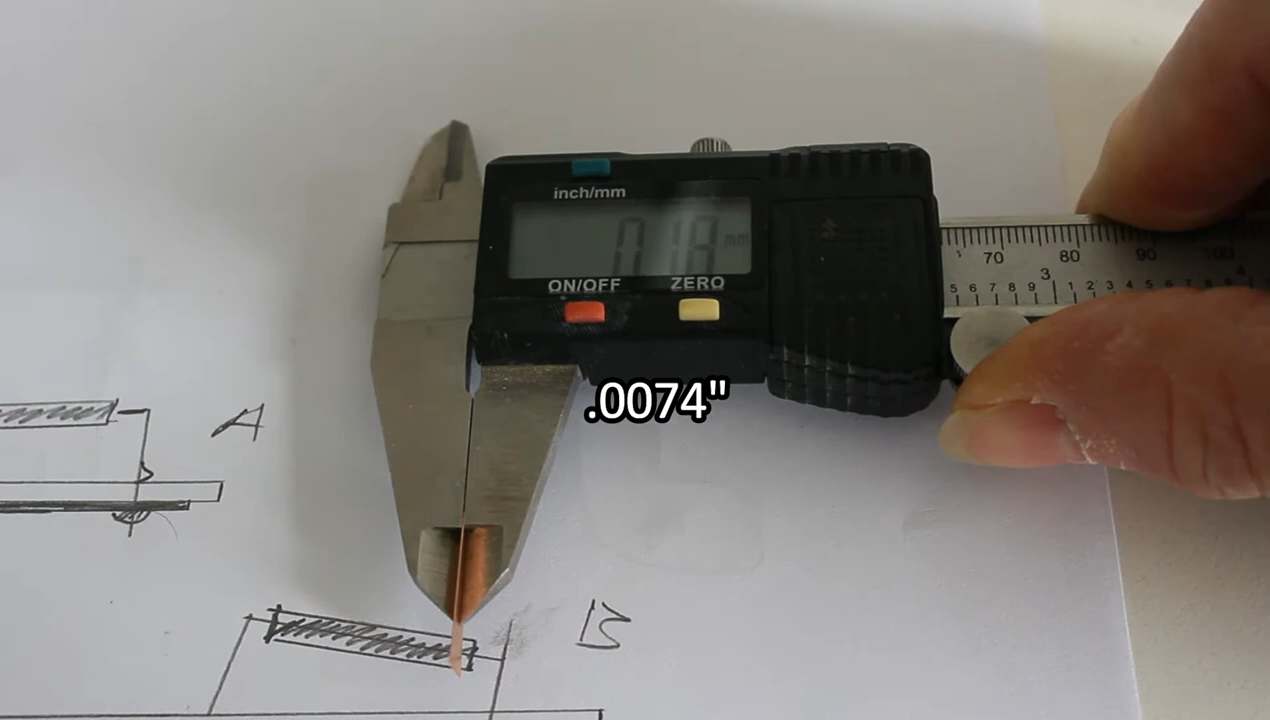 inch/mm
0.18 mm
ON/OFF ZERO
70 80 90 100
3 4
5 6 7 8 9 1 2 3 4 5 6 7 8 9
.0074"
A
B